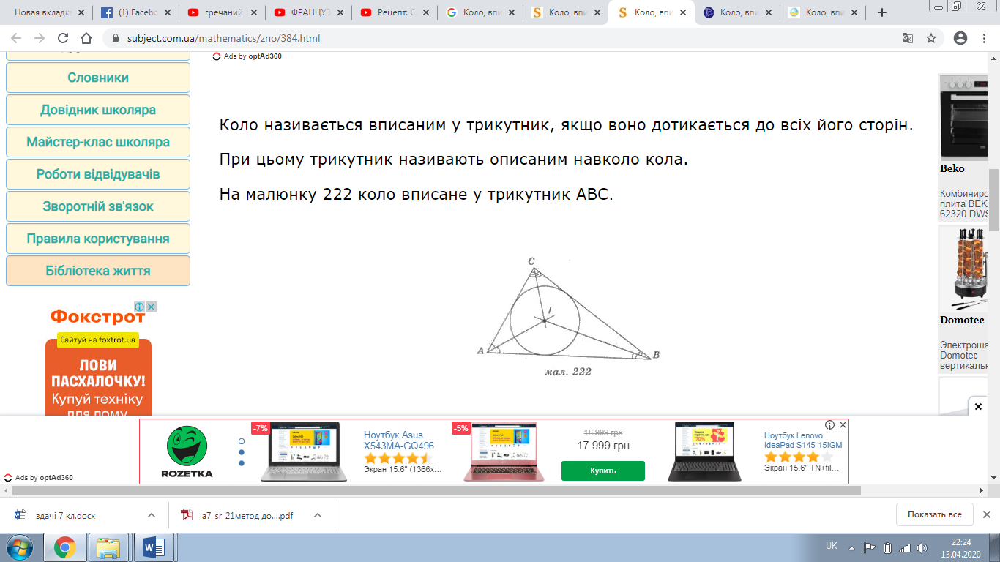 Новая вкладка
(1) Facebo
гречаний
ФРАНЦУЗ
Рецепт: С
Коло, впи
Коло, впи
Коло, впи
Коло, впи
Коло, впи
subject.com.ua/mathematics/zno/384.html
Ads by optAd360
Словники
Довідник школяра
Майстер-клас школяра
Роботи відвідувачів
Зворотній зв'язок
Правила користування
Бібліотека життя
Фокстрот
Сайтуй на foxtrot.ua
ЛОВИ
ПАСХАЛОЧКУ!
Купуй техніку
для дому
Коло називається вписаним у трикутник, якщо воно дотикається до всіх його сторін.
При цьому трикутник називають описаним навколо кола.
На малюнку 222 коло вписане у трикутник ABC.
C
I
A
B
мал. 222
Beko
Комбиниро
плита BEK
62320 DWS
Domotec
Электроша
Domotec
вертикальн
ROZETKA
-7%
Ноутбук Asus
X543MA-GQ496
Экран 15.6" (1366x...
-5%
18 999 грн
17 999 грн
Купить
Ноутбук Lenovo
IdeaPad S145-15IGM
Экран 15.6" TN+fil...
Ads by optAd360
здачі 7 кл.docx
a7_sr_21метод до....pdf
Показать все
UK
22:24
13.04.2020